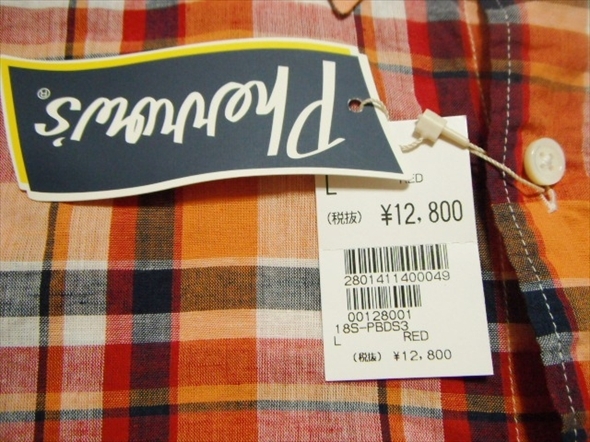 Pherrow's®
L RED
(税抜) ¥12,800
2801411400049
00128001
18S-PBDS3
L RED
(税抜) ¥12,800